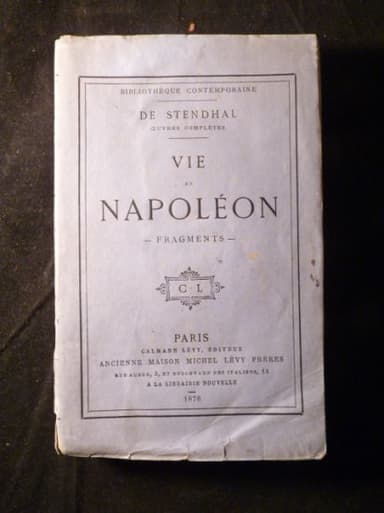 BIBLIOTHÈQUE CONTEMPORAINE
DE STENDHAL
ŒUVRES COMPLÈTES
VIE
DE
NAPOLÉON
— FRAGMENTS —
C L
PARIS
CALMANN LÉVY, ÉDITEUR
ANCIENNE MAISON MICHEL LÉVY FRÈRES
RUE AUBER, 3, ET BOULEVARD DES ITALIENS, 15
A LA LIBRAIRIE NOUVELLE
1876